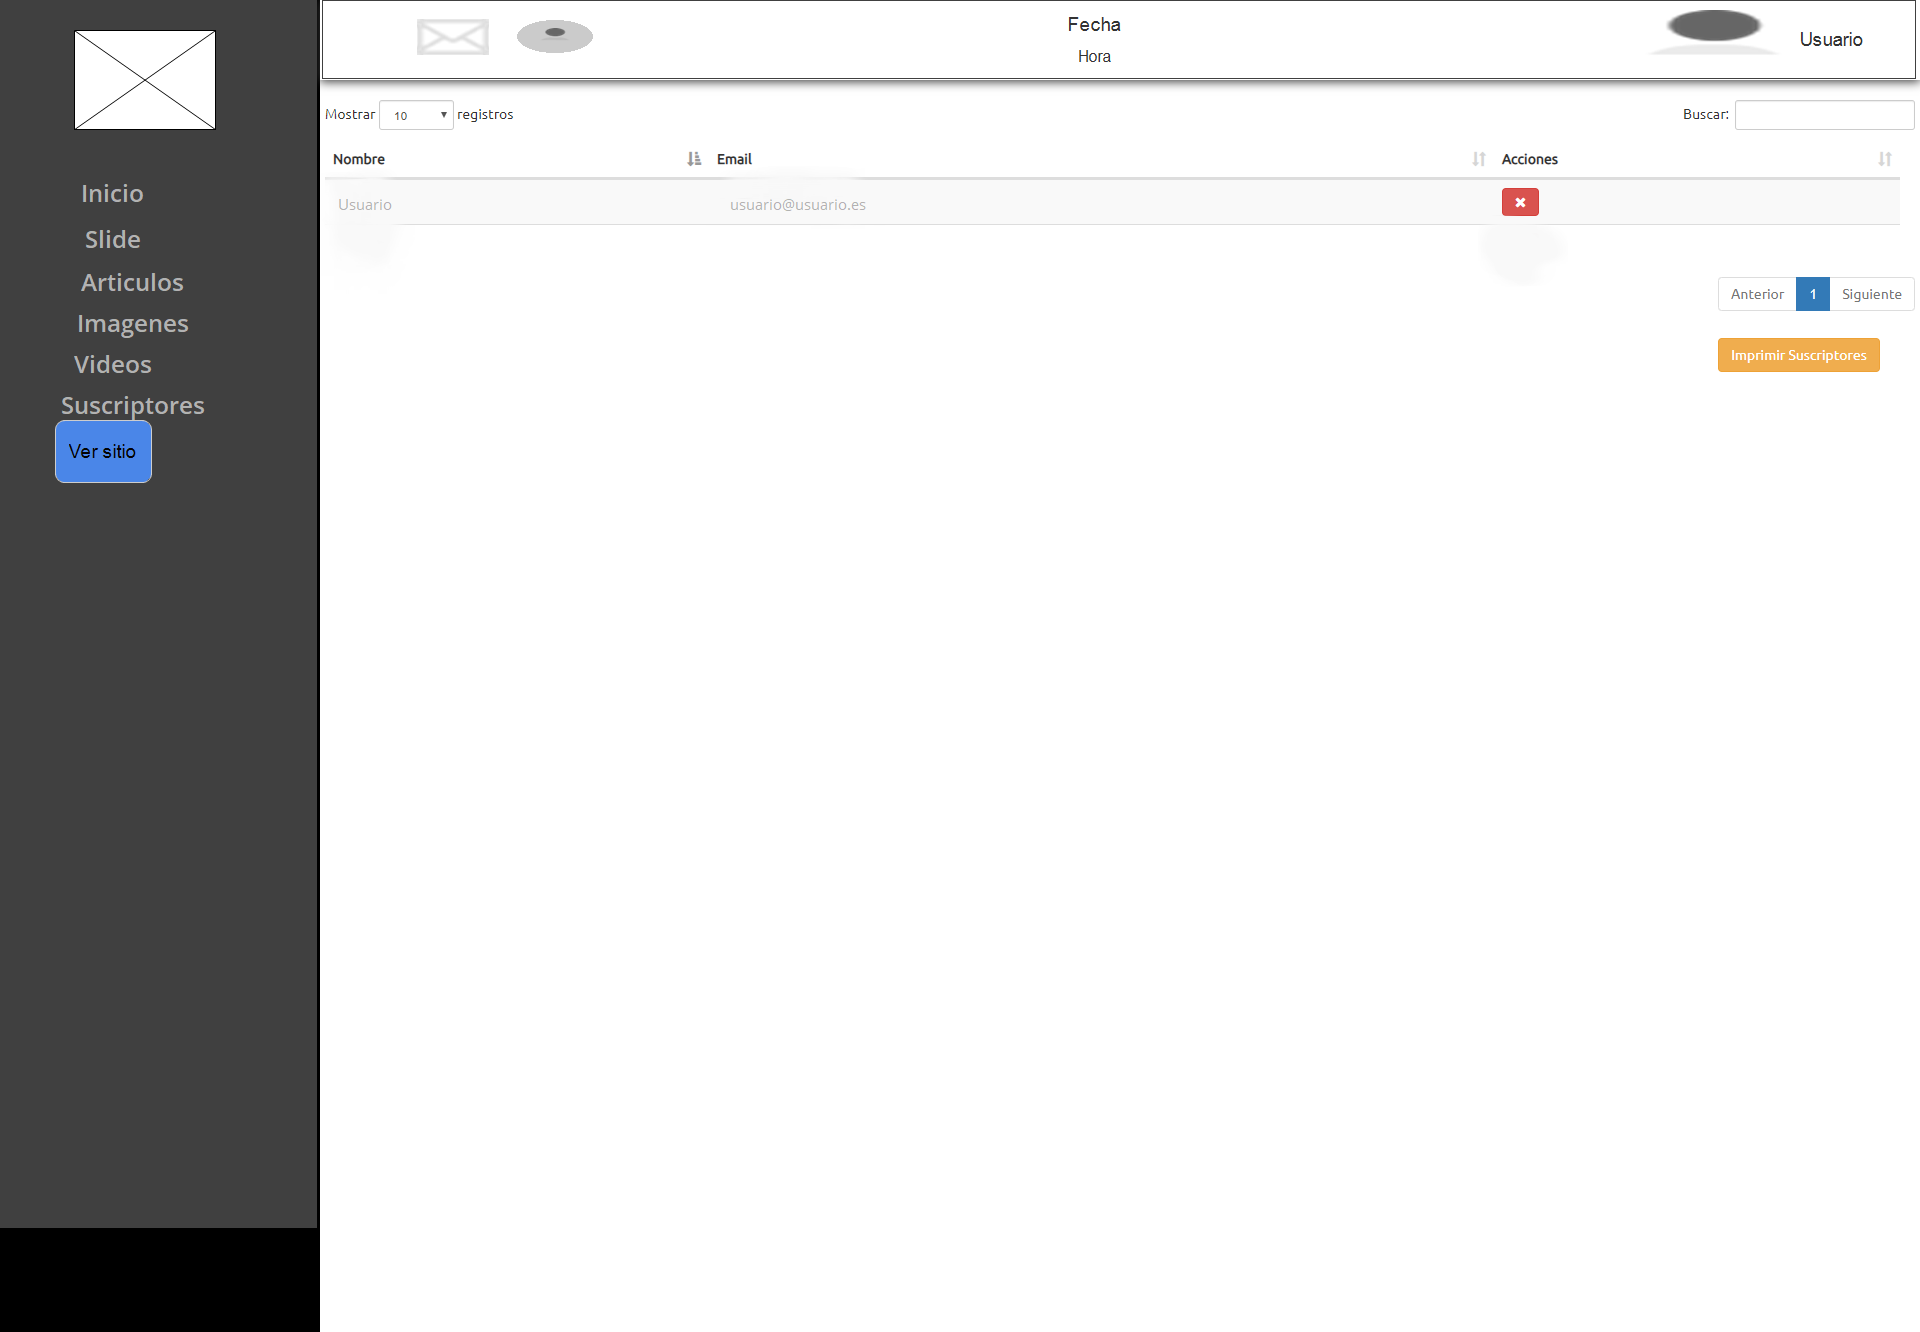 Inicio
Slide
Articulos
Imagenes
Videos
Suscriptores
Ver sitio
Fecha
Hora
Usuario
Mostrar 10 registros
Buscar:
Nombre Email Acciones
Usuario usuario@usuario.es
Anterior 1 Siguiente
Imprimir Suscriptores